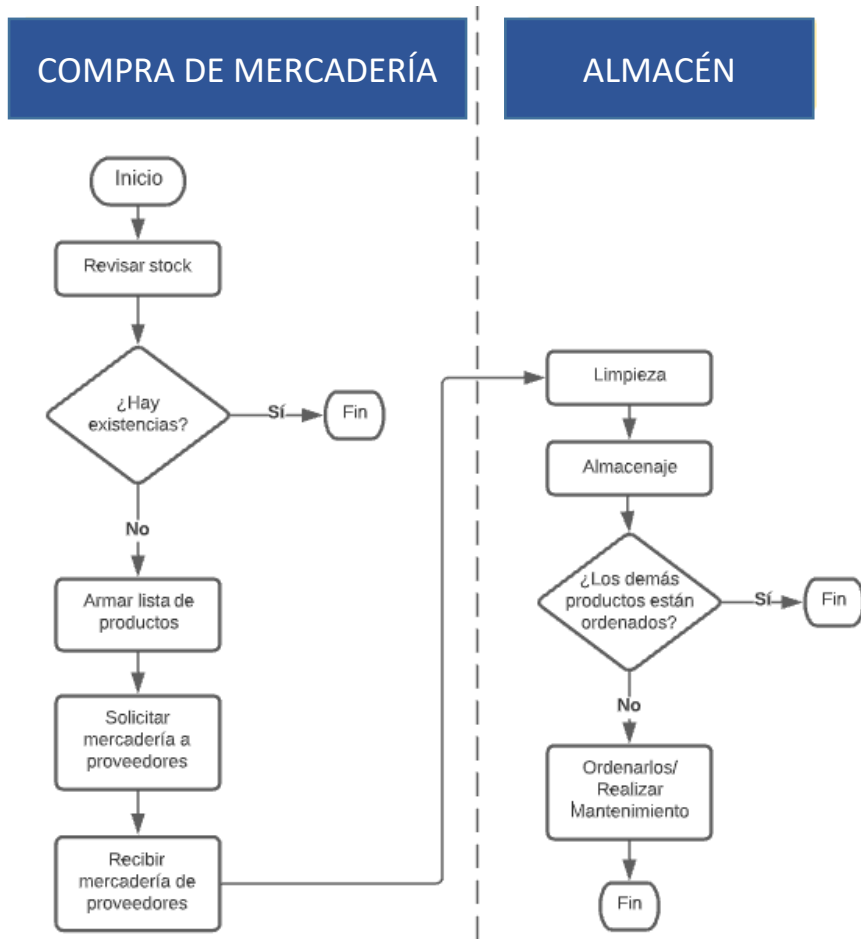 COMPRA DE MERCADERÍA
ALMACÉN
Inicio
Revisar stock
¿Hay
existencias?
Sí
Fin
No
Armar lista de
productos
Solicitar
mercadería a
proveedores
Recibir
mercadería de
proveedores
Limpieza
Almacenaje
¿Los demás
productos están
ordenados?
Sí
Fin
No
Ordenarlos/
Realizar
Mantenimiento
Fin